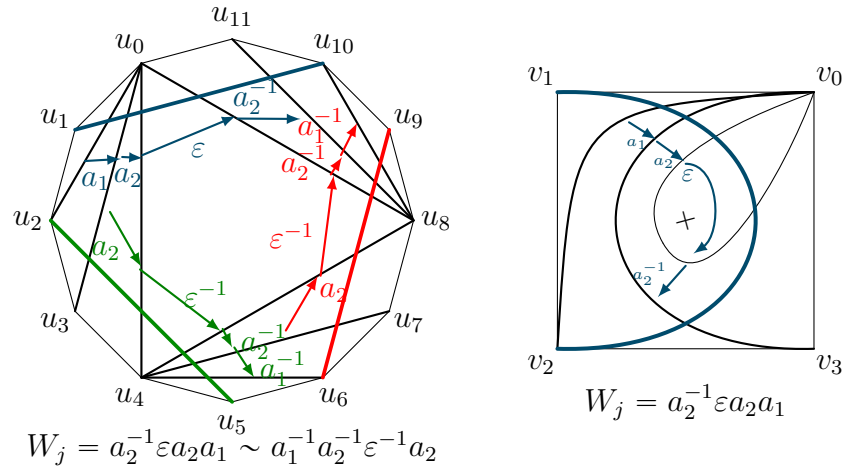 u₁₁
u₀ u₁₀
u₁ u₉
u₂ u₈
u₃ u₇
u₄ u₆
u₅
a₁ a₂ ε a₂⁻¹
a₁⁻¹
a₂⁻¹
ε⁻¹
a₂
a₂ ε⁻¹
a₂⁻¹
a₁⁻¹
W_j = a₂⁻¹εa₂a₁ ∼ a₁⁻¹a₂⁻¹ε⁻¹a₂
v₁ v₀
a₁ a₂ ε
a₂⁻¹
v₂ v₃
W_j = a₂⁻¹εa₂a₁